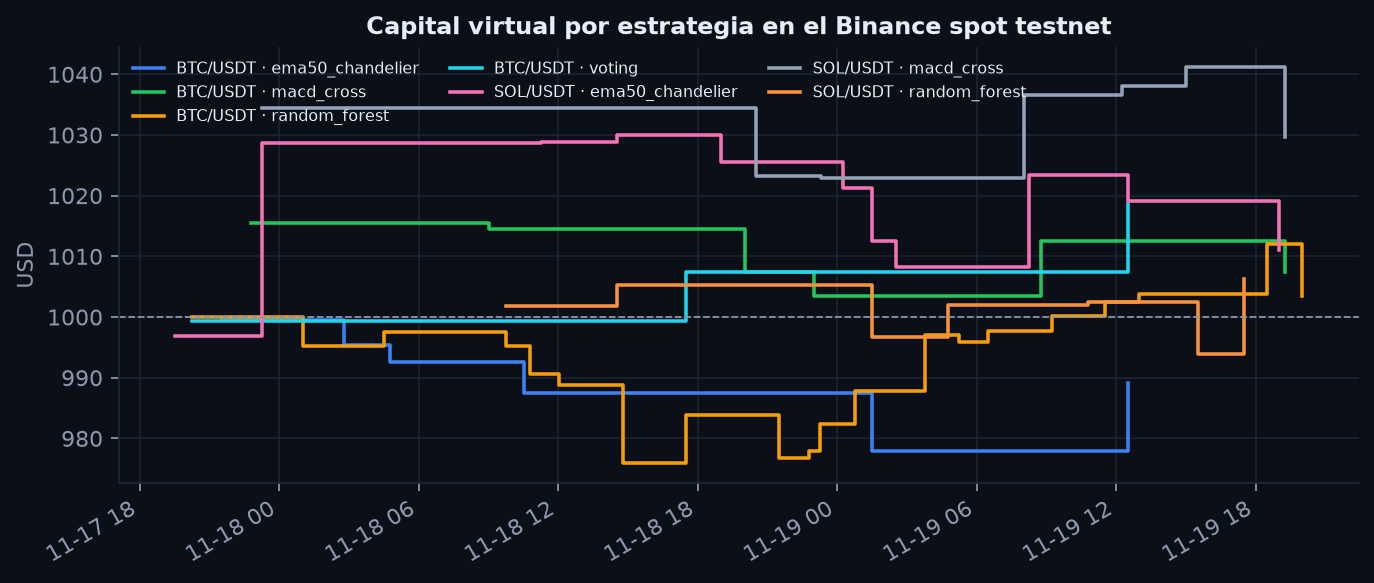 Capital virtual por estrategia en el Binance spot testnet
BTC/USDT · ema50_chandelier
BTC/USDT · macd_cross
BTC/USDT · random_forest
BTC/USDT · voting
SOL/USDT · ema50_chandelier
SOL/USDT · macd_cross
SOL/USDT · random_forest
USD
1040
1030
1020
1010
1000
990
980
11-17 18
11-18 00
11-18 06
11-18 12
11-18 18
11-19 00
11-19 06
11-19 12
11-19 18